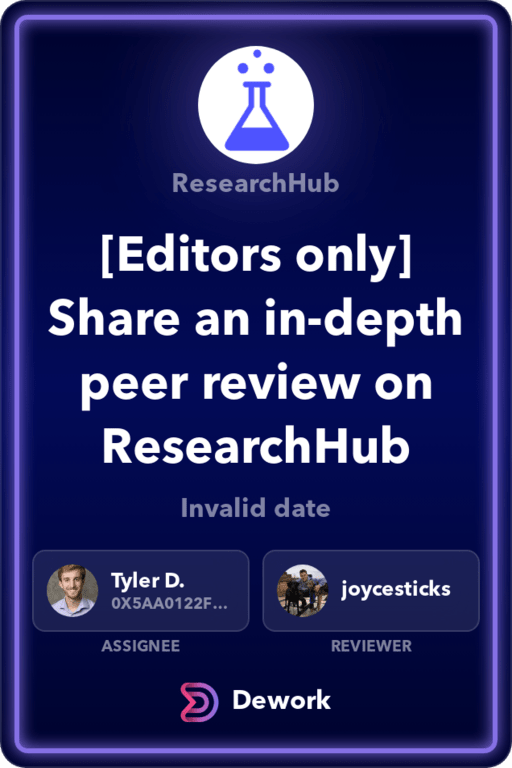 ResearchHub
[Editors only]
Share an in-depth
peer review on
ResearchHub
Invalid date
Tyler D.
0X5AA0122F...
ASSIGNEE
joycesticks
REVIEWER
Dework